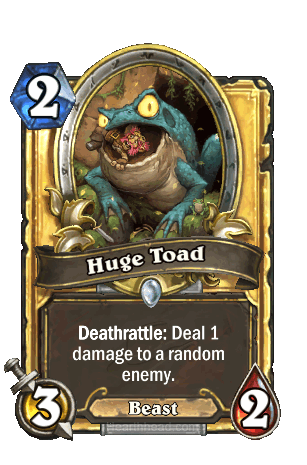 2
Huge Toad
Deathrattle: Deal 1
damage to a random
enemy.
3
Beast
2